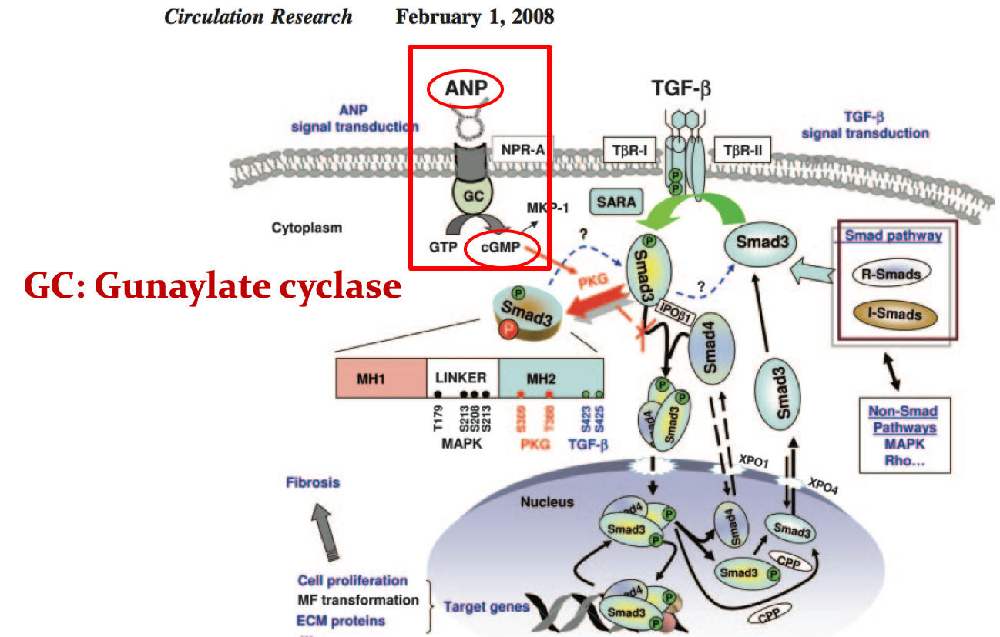 Circulation Research February 1, 2008
ANP
TGF-β
ANP
signal transduction
TGF-β
signal transduction
NPR-A
TβR-I
TβR-II
P
P
GC
SARA
MKP-1
Cytoplasm
GTP
cGMP
?
P
Smad3
Smad3
Smad pathway
R-Smads
I-Smads
GC: Gunaylate cyclase
PKG
?
P
Smad3
P
IPOβ1
Smad4
Smad3
MH1
LINKER
MH2
T179
S213
S208
S213
S309
T388
S423
S425
MAPK
PKG
TGF-β
P
P
Smad4
Smad3
Non-Smad
Pathways
MAPK
Rho...
XPO1
XPO4
Fibrosis
Nucleus
Smad3
P
P
Smad4
Smad3
CPP
Smad3
P
CPP
Cell proliferation
MF transformation
ECM proteins
Target genes
Smad3
P
P